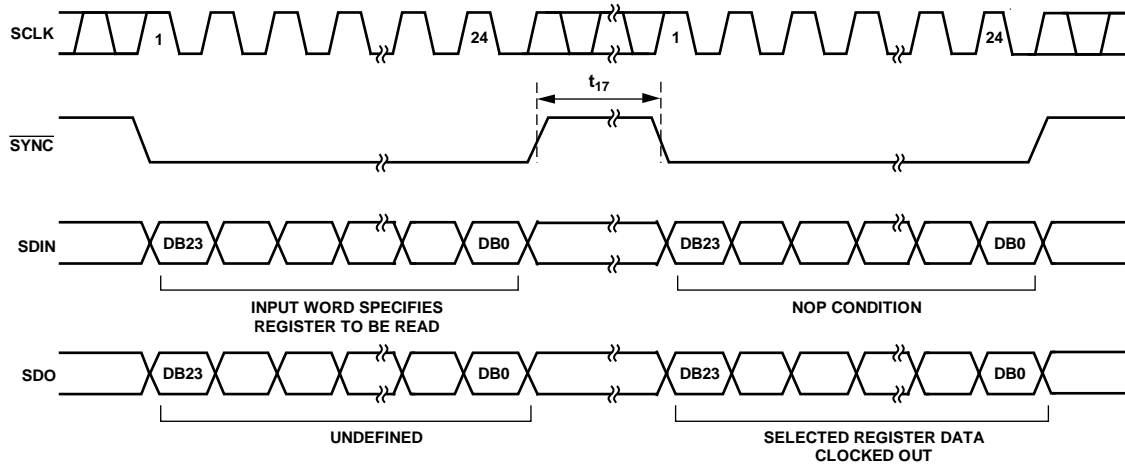 SCLK
1
24
1
24
t17
SYNC
SDIN
DB23
DB0
DB23
DB0
INPUT WORD SPECIFIES
REGISTER TO BE READ
NOP CONDITION
SDO
DB23
DB0
DB23
DB0
UNDEFINED
SELECTED REGISTER DATA
CLOCKED OUT